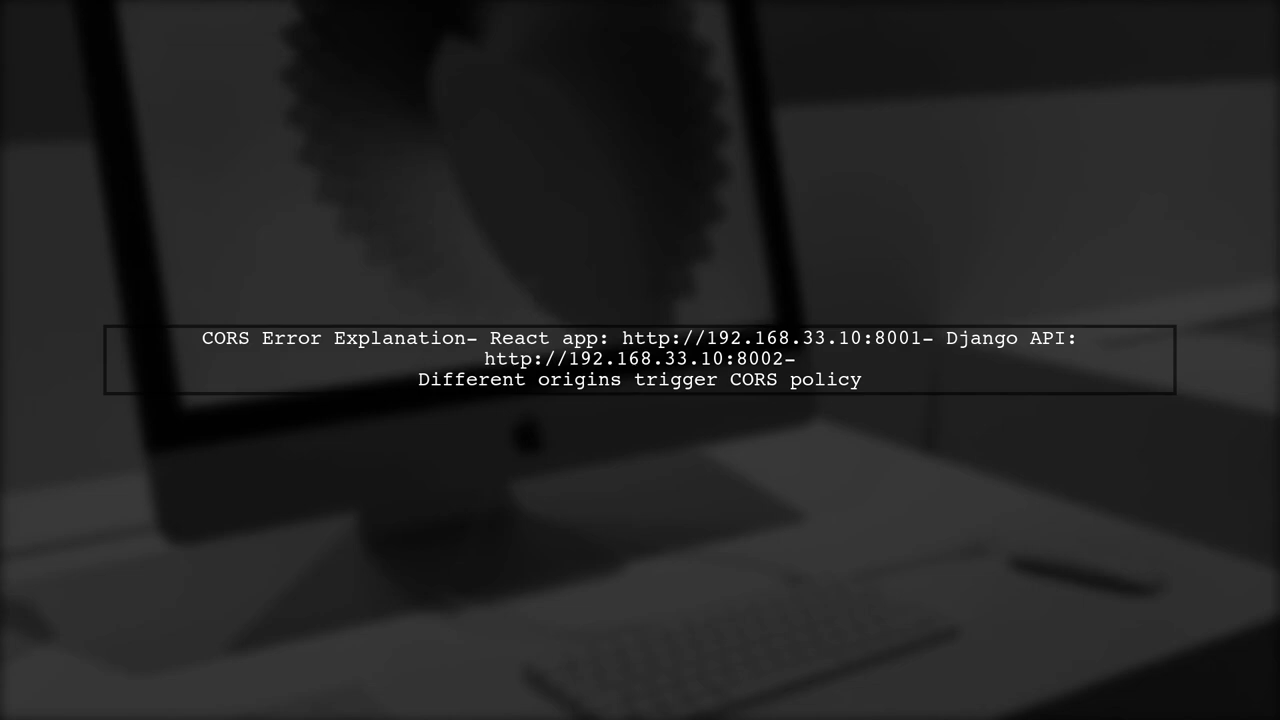 CORS Error Explanation- React app: http://192.168.33.10:8001- Django API:
http://192.168.33.10:8002-
Different origins trigger CORS policy